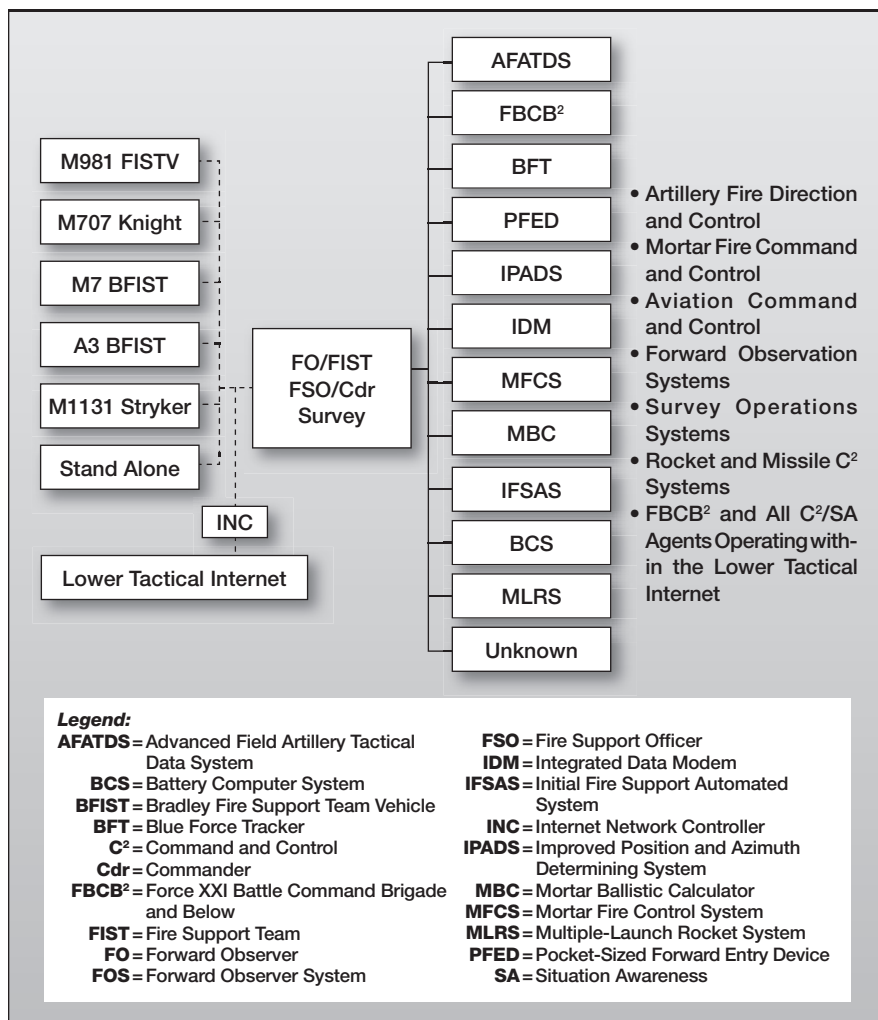 M981 FISTV
M707 Knight
M7 BFIST
A3 BFIST
M1131 Stryker
Stand Alone
INC
Lower Tactical Internet
FO/FIST
FSO/Cdr
Survey
AFATDS
FBCB²
BFT
PFED
IPADS
IDM
MFCS
MBC
IFSAS
BCS
MLRS
Unknown
• Artillery Fire Direction
and Control
• Mortar Fire Command
and Control
• Aviation Command
and Control
• Forward Observation
Systems
• Survey Operations
Systems
• Rocket and Missile C²
Systems
• FBCB² and All C²/SA
Agents Operating with-
in the Lower Tactical
Internet
Legend:
AFATDS = Advanced Field Artillery Tactical
Data System
BCS = Battery Computer System
BFIST = Bradley Fire Support Team Vehicle
BFT = Blue Force Tracker
C² = Command and Control
Cdr = Commander
FBCB² = Force XXI Battle Command Brigade
and Below
FIST = Fire Support Team
FO = Forward Observer
FOS = Forward Observer System
FSO = Fire Support Officer
IDM = Integrated Data Modem
IFSAS = Initial Fire Support Automated
System
INC = Internet Network Controller
IPADS = Improved Position and Azimuth
Determining System
MBC = Mortar Ballistic Calculator
MFCS = Mortar Fire Control System
MLRS = Multiple-Launch Rocket System
PFED = Pocket-Sized Forward Entry Device
SA = Situation Awareness